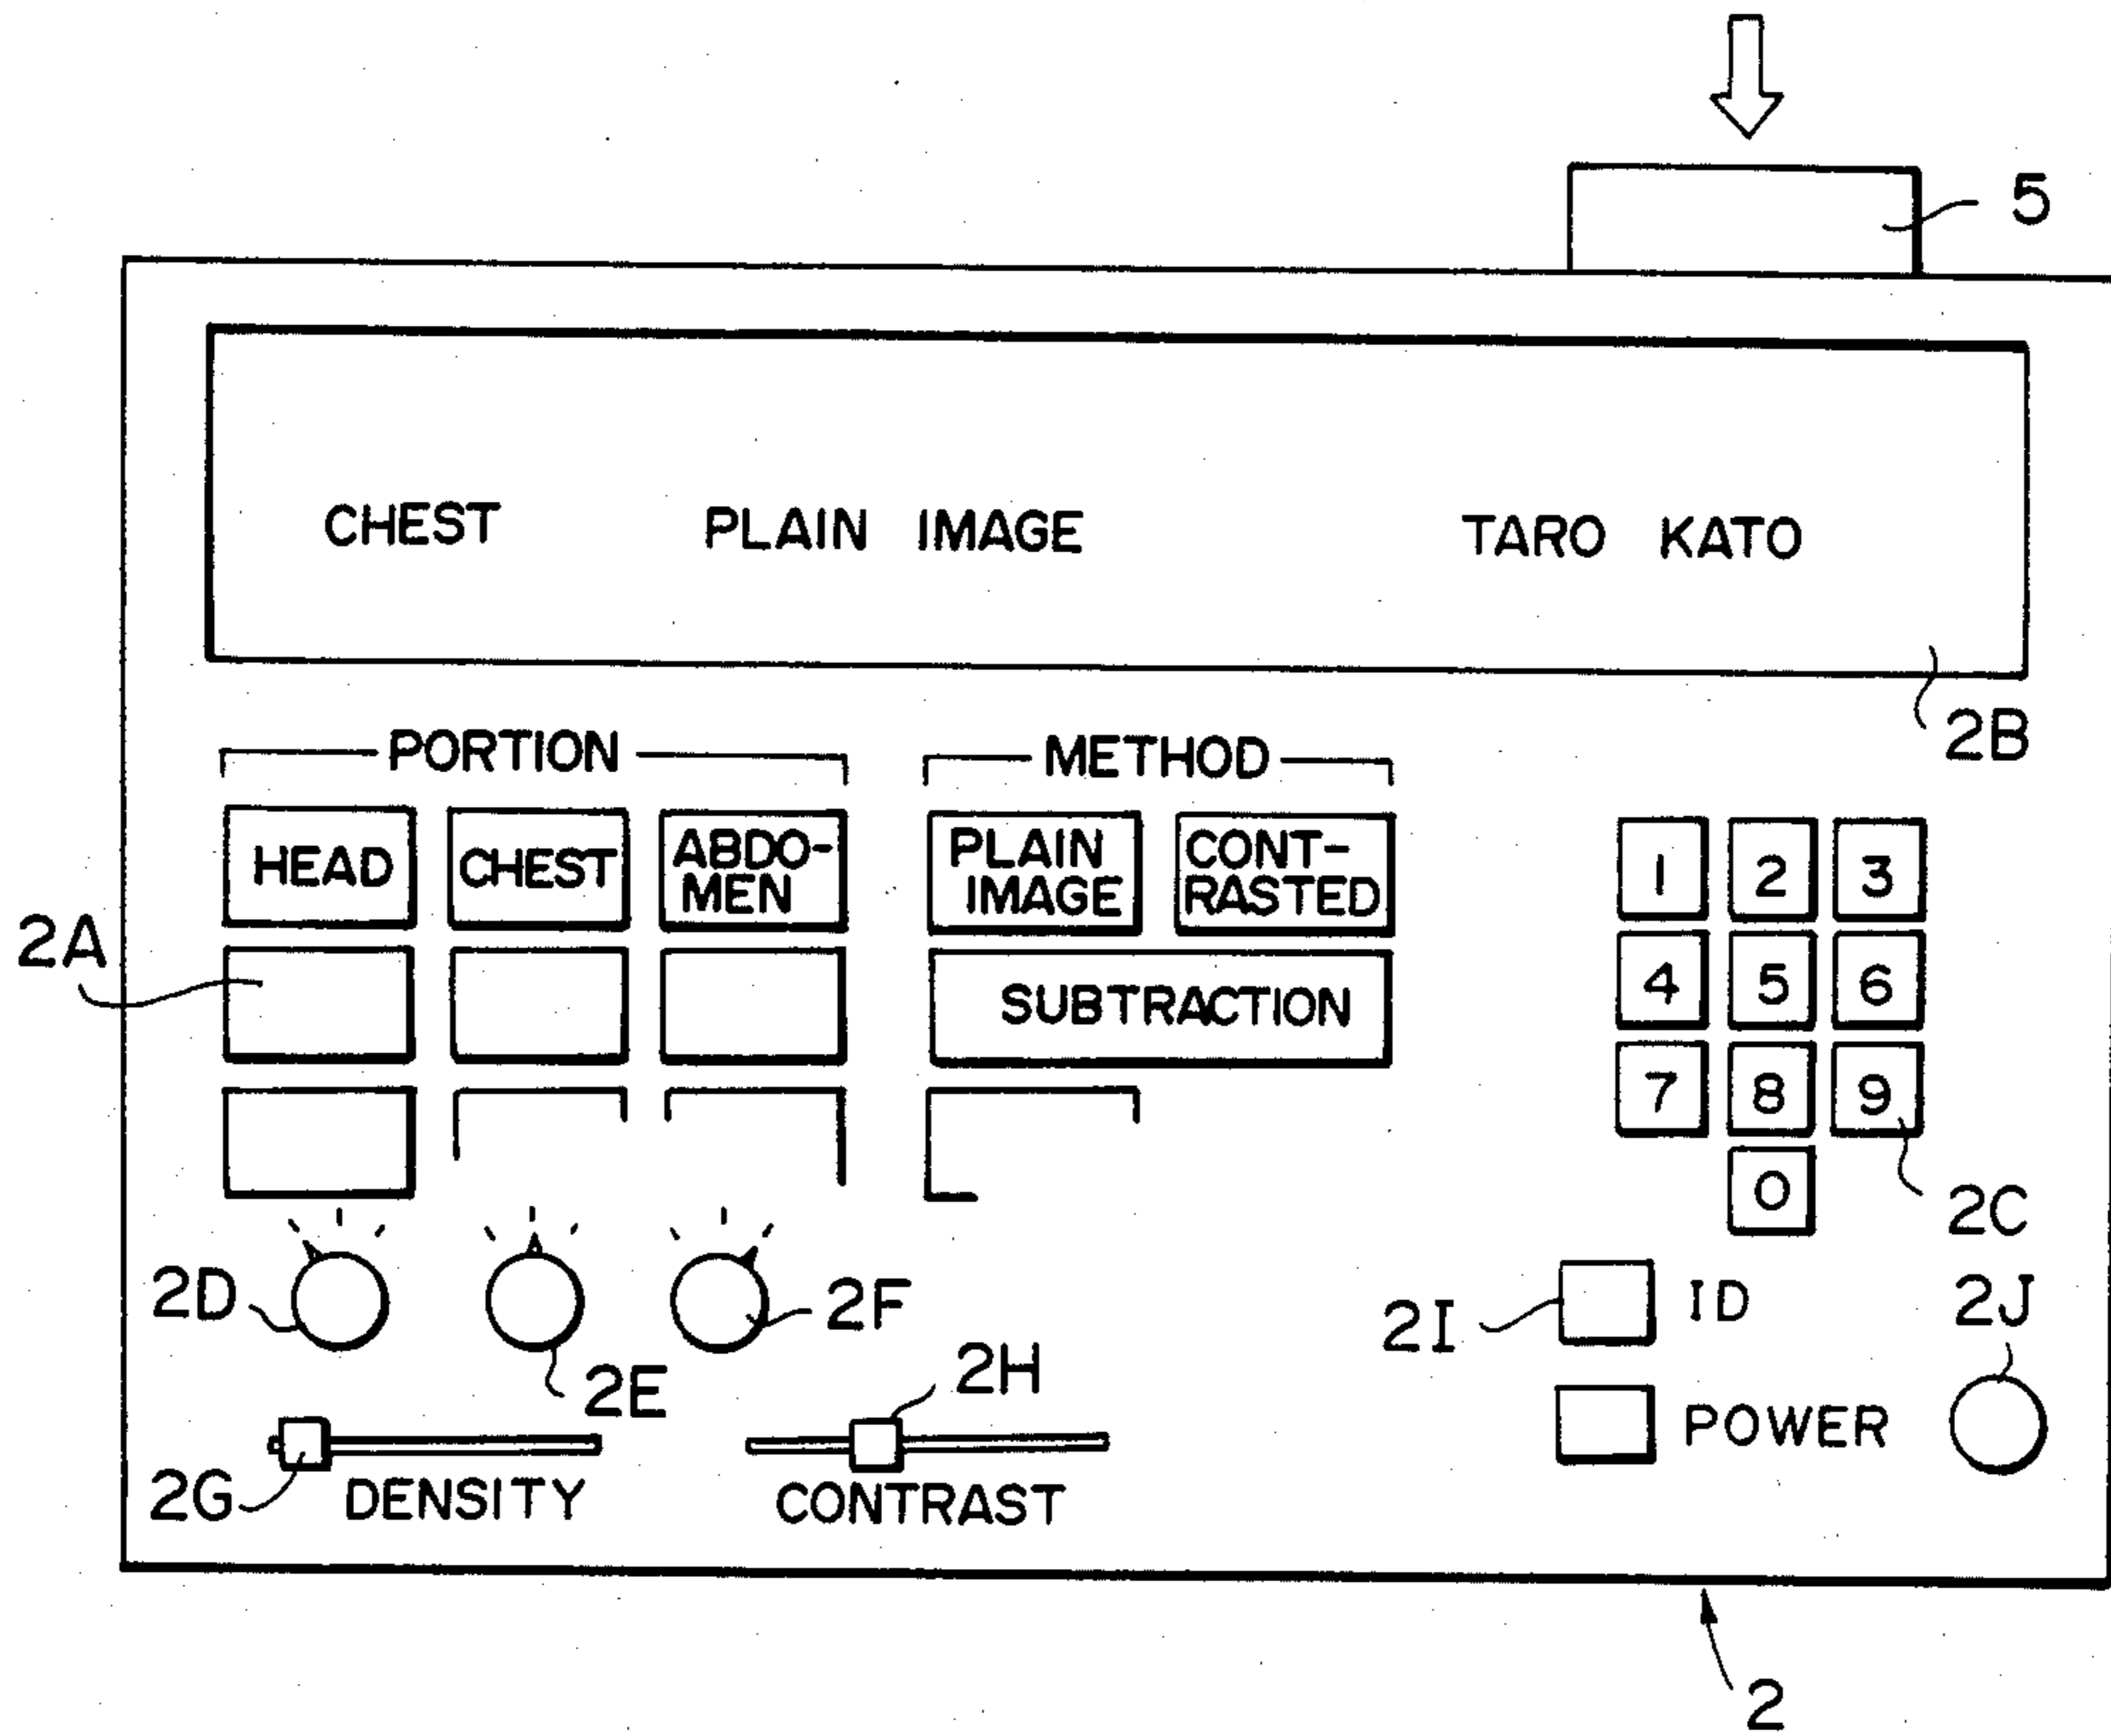 5
CHEST PLAIN IMAGE TARO KATO
2B
PORTION METHOD
HEAD CHEST ABDO-
MEN PLAIN
IMAGE CONT-
RASTED
1 2 3
2A
SUBTRACTION
4 5 6
7 8 9
0
2C
2D 2E 2F
2I ID 2J
2H
POWER
2G DENSITY CONTRAST
2